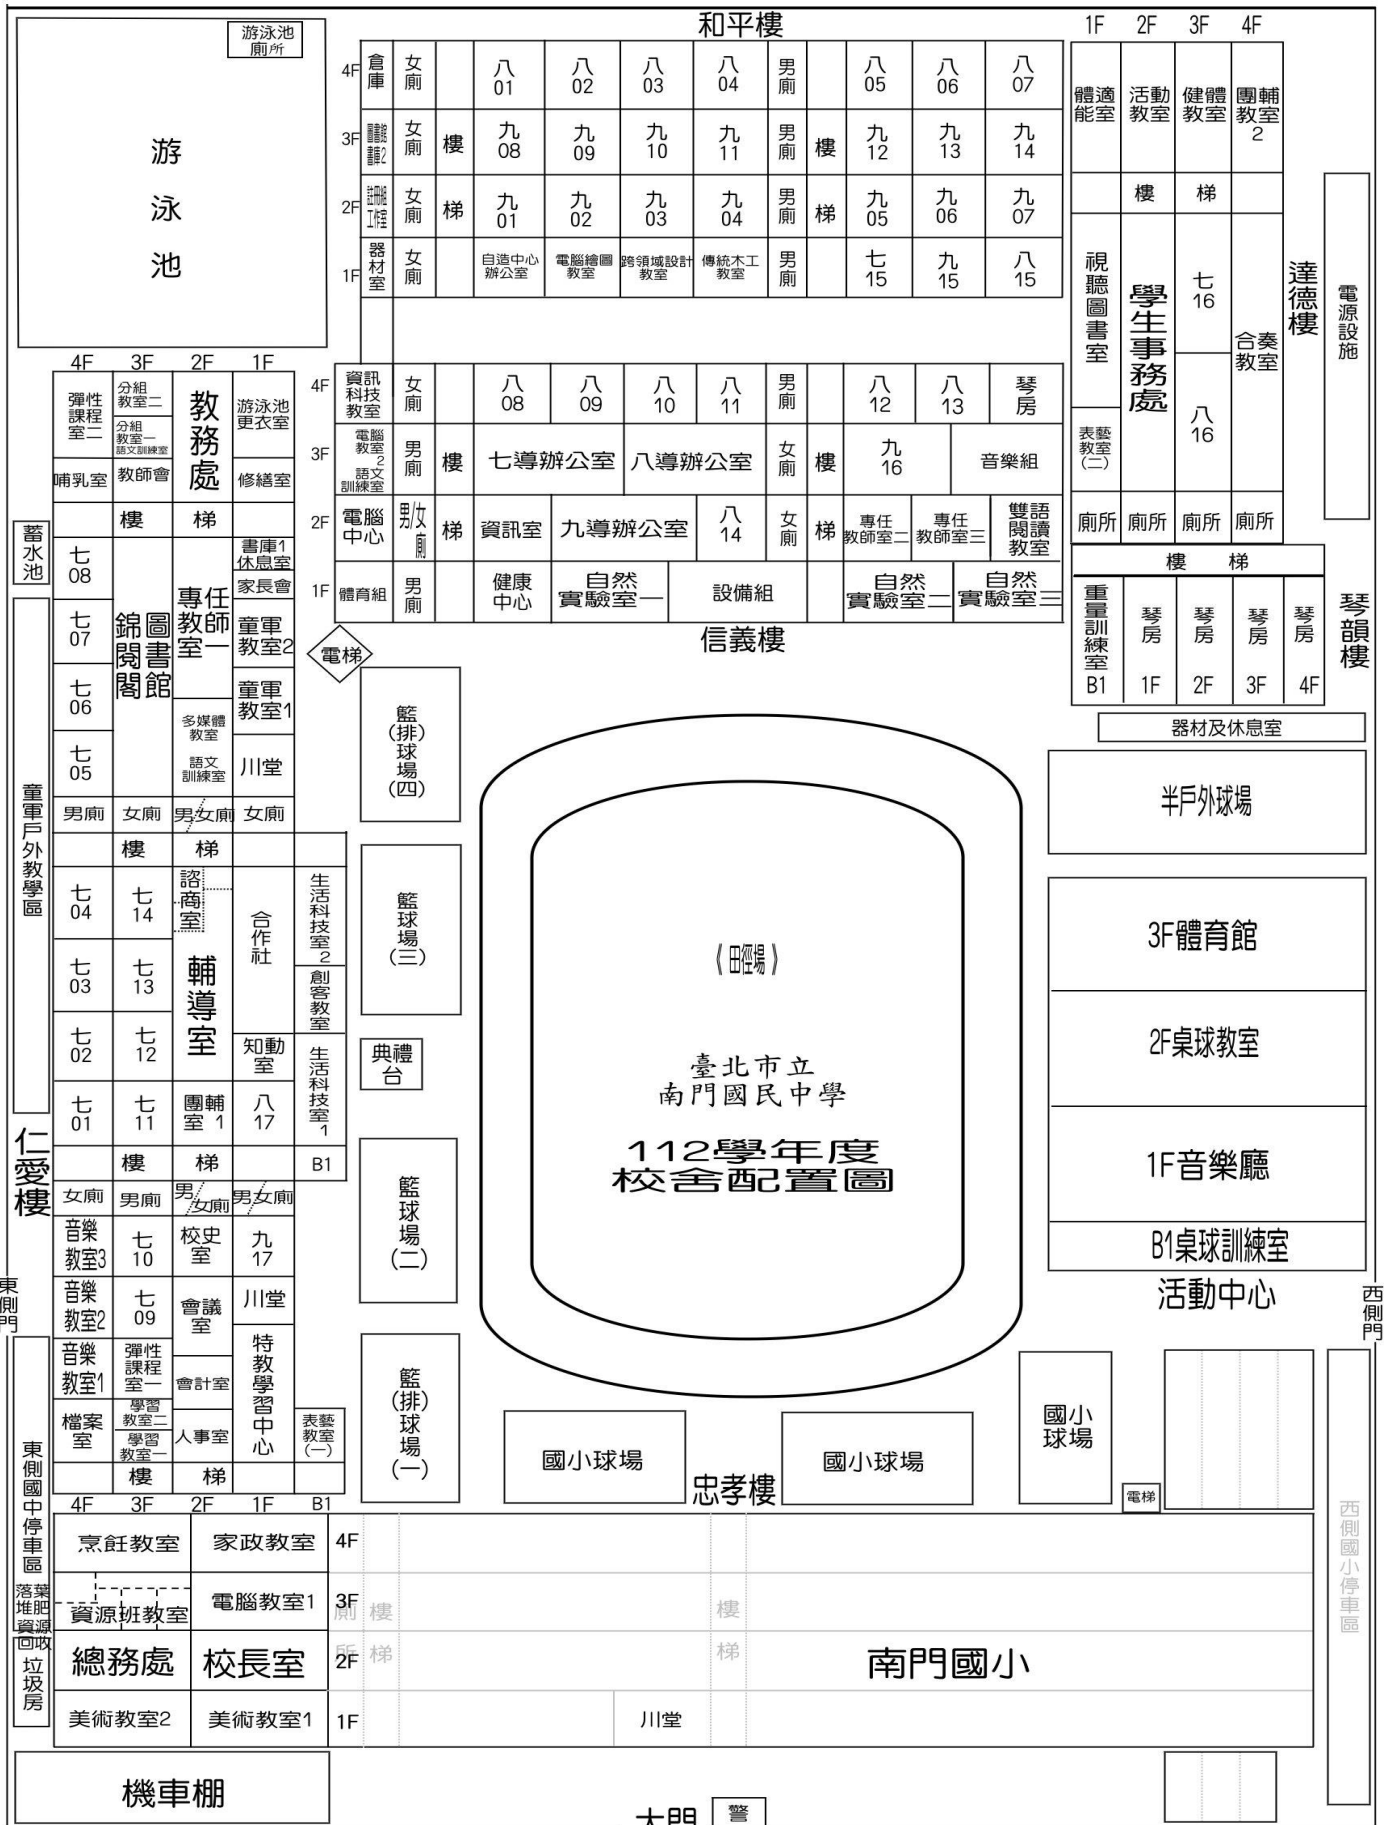 和平樓
游泳池
廁所
游
泳
池
4F 倉庫 女廁 八01 八02 八03 八04 男廁 八05 八06 八07
3F 圖書館書庫2 女廁 樓 九08 九09 九10 九11 男廁 樓 九12 九13 九14
2F 註冊組工作室 女廁 梯 九01 九02 九03 九04 男廁 梯 九05 九06 九07
1F 器材室 女廁 自造中心辦公室 電腦繪圖教室 跨領域設計教室 傳統木工教室 男廁 七15 九15 八15
1F 2F 3F 4F
體適能室 活動教室 健體教室 團輔教室2
樓 梯
視聽圖書室 學生事務處 七16 合奏教室
表藝教室(二) 八16
廁所 廁所 廁所 廁所
達德樓
電源設施
樓 梯
重量訓練室 琴房 琴房 琴房 琴房
B1 1F 2F 3F 4F
琴韻樓
器材及休息室
4F 資訊科技教室 女廁 八08 八09 八10 八11 男廁 八12 八13 琴房
3F 電腦教室2 語文訓練室 男廁 樓 七導辦公室 八導辦公室 女廁 樓 九16 音樂組
2F 電腦中心 男/女廁 梯 資訊室 九導辦公室 八14 女廁 梯 專任教師室二 專任教師室三 雙語閱讀教室
1F 體育組 男廁 健康中心 自然實驗室一 設備組 自然實驗室二 自然實驗室三
信義樓
電梯
4F 3F 2F 1F
彈性課程室二 分組教室二 教務處 游泳池更衣室
分組教室一 語文訓練室
哺乳室 教師會 修繕室
樓 梯
七08 錦閱閣 圖書館 專任教師室一 書庫1休息室
家長會
七07 童軍教室2
七06 童軍教室1
多媒體教室
七05 語文訓練室 川堂
男廁 女廁 男/女廁 女廁
樓 梯
七04 七14 諮商室 合作社 生活科技室2
七03 七13 輔導室 創客教室
七02 七12 知動室 生活科技室1
七01 七11 團輔室1 八17
樓 梯 B1
女廁 男廁 男/女廁 男/女廁
音樂教室3 七10 校史室 九17
音樂教室2 七09 會議室 川堂
音樂教室1 彈性課程室一 會計室 特教學習中心
檔案室 學習教室二 人事室 表藝教室(一)
學習教室一
樓 梯
4F 3F 2F 1F B1
蓄水池
童軍戶外教學區
仁愛樓
東側門
東側國中停車區
落葉堆肥
資源回收
垃圾房
籃(排)球場(四)
籃球場(三)
典禮台
籃球場(二)
籃(排)球場(一)
《田徑場》
臺北市立
南門國民中學
112學年度
校舍配置圖
半戶外球場
3F體育館
2F桌球教室
1F音樂廳
B1桌球訓練室
活動中心
西側門
國小球場
國小球場
國小
球場
忠孝樓
電梯
西側國小停車區
烹飪教室 家政教室 4F
資源班教室 電腦教室1 3F
總務處 校長室 2F
美術教室2 美術教室1 1F
廁所 樓梯 樓梯
南門國小
川堂
機車棚
大門
警